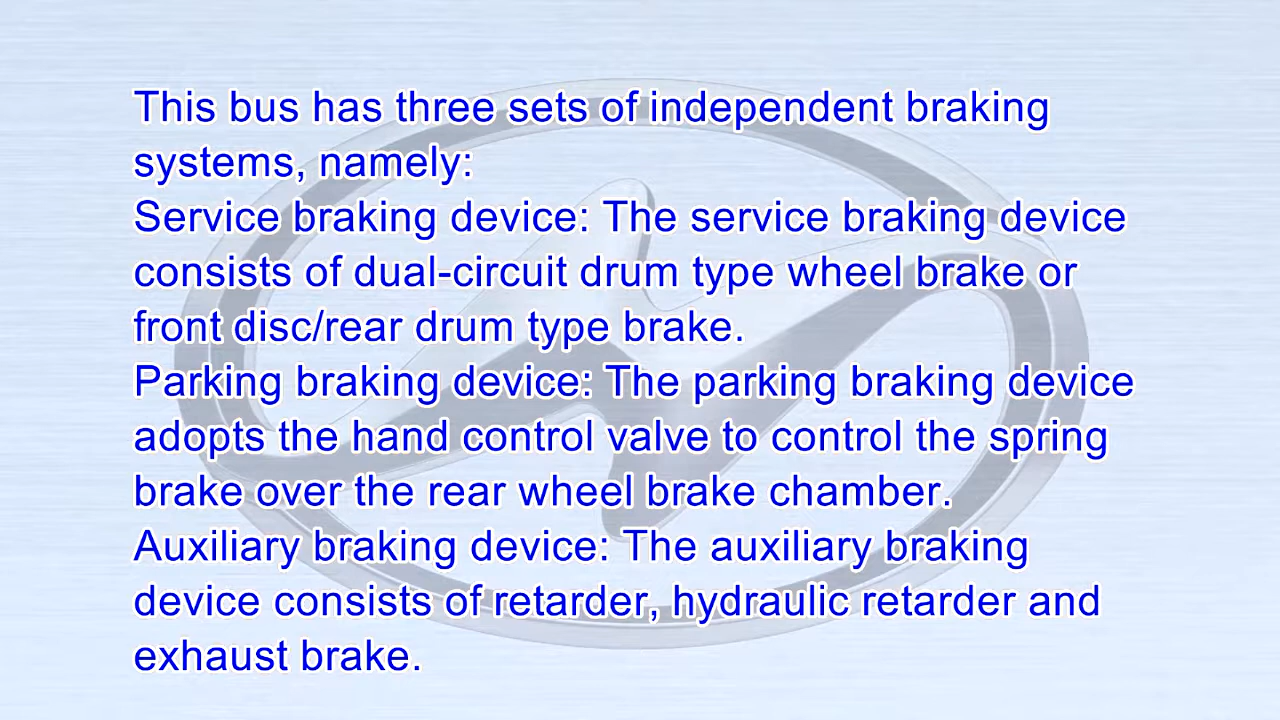 This bus has three sets of independent braking
systems, namely:
Service braking device: The service braking device
consists of dual-circuit drum type wheel brake or
front disc/rear drum type brake.
Parking braking device: The parking braking device
adopts the hand control valve to control the spring
brake over the rear wheel brake chamber.
Auxiliary braking device: The auxiliary braking
device consists of retarder, hydraulic retarder and
exhaust brake.